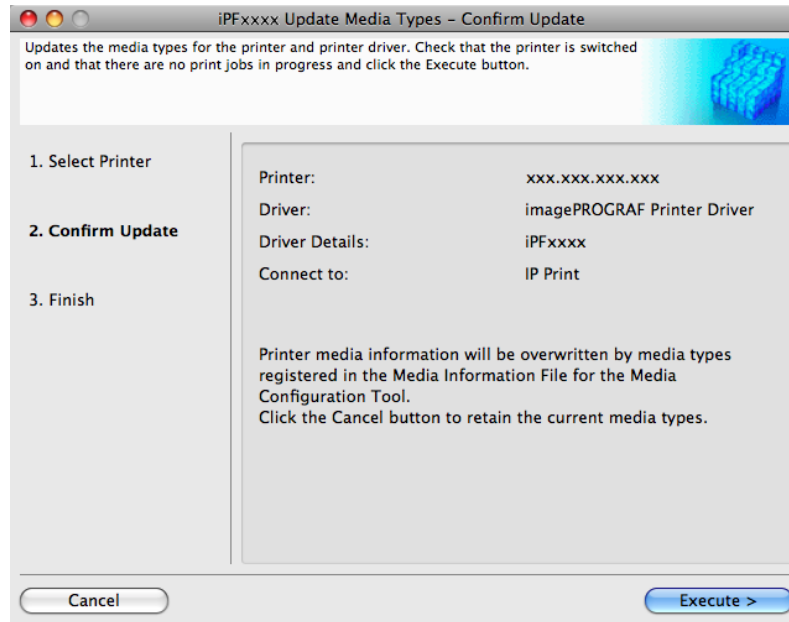 iPFxxxx Update Media Types – Confirm Update
Updates the media types for the printer and printer driver. Check that the printer is switched
on and that there are no print jobs in progress and click the Execute button.
1. Select Printer
2. Confirm Update
3. Finish
Printer: xxx.xxx.xxx.xxx
Driver: imagePROGRAF Printer Driver
Driver Details: iPFxxxx
Connect to: IP Print
Printer media information will be overwritten by media types
registered in the Media Information File for the Media
Configuration Tool.
Click the Cancel button to retain the current media types.
Cancel
Execute >